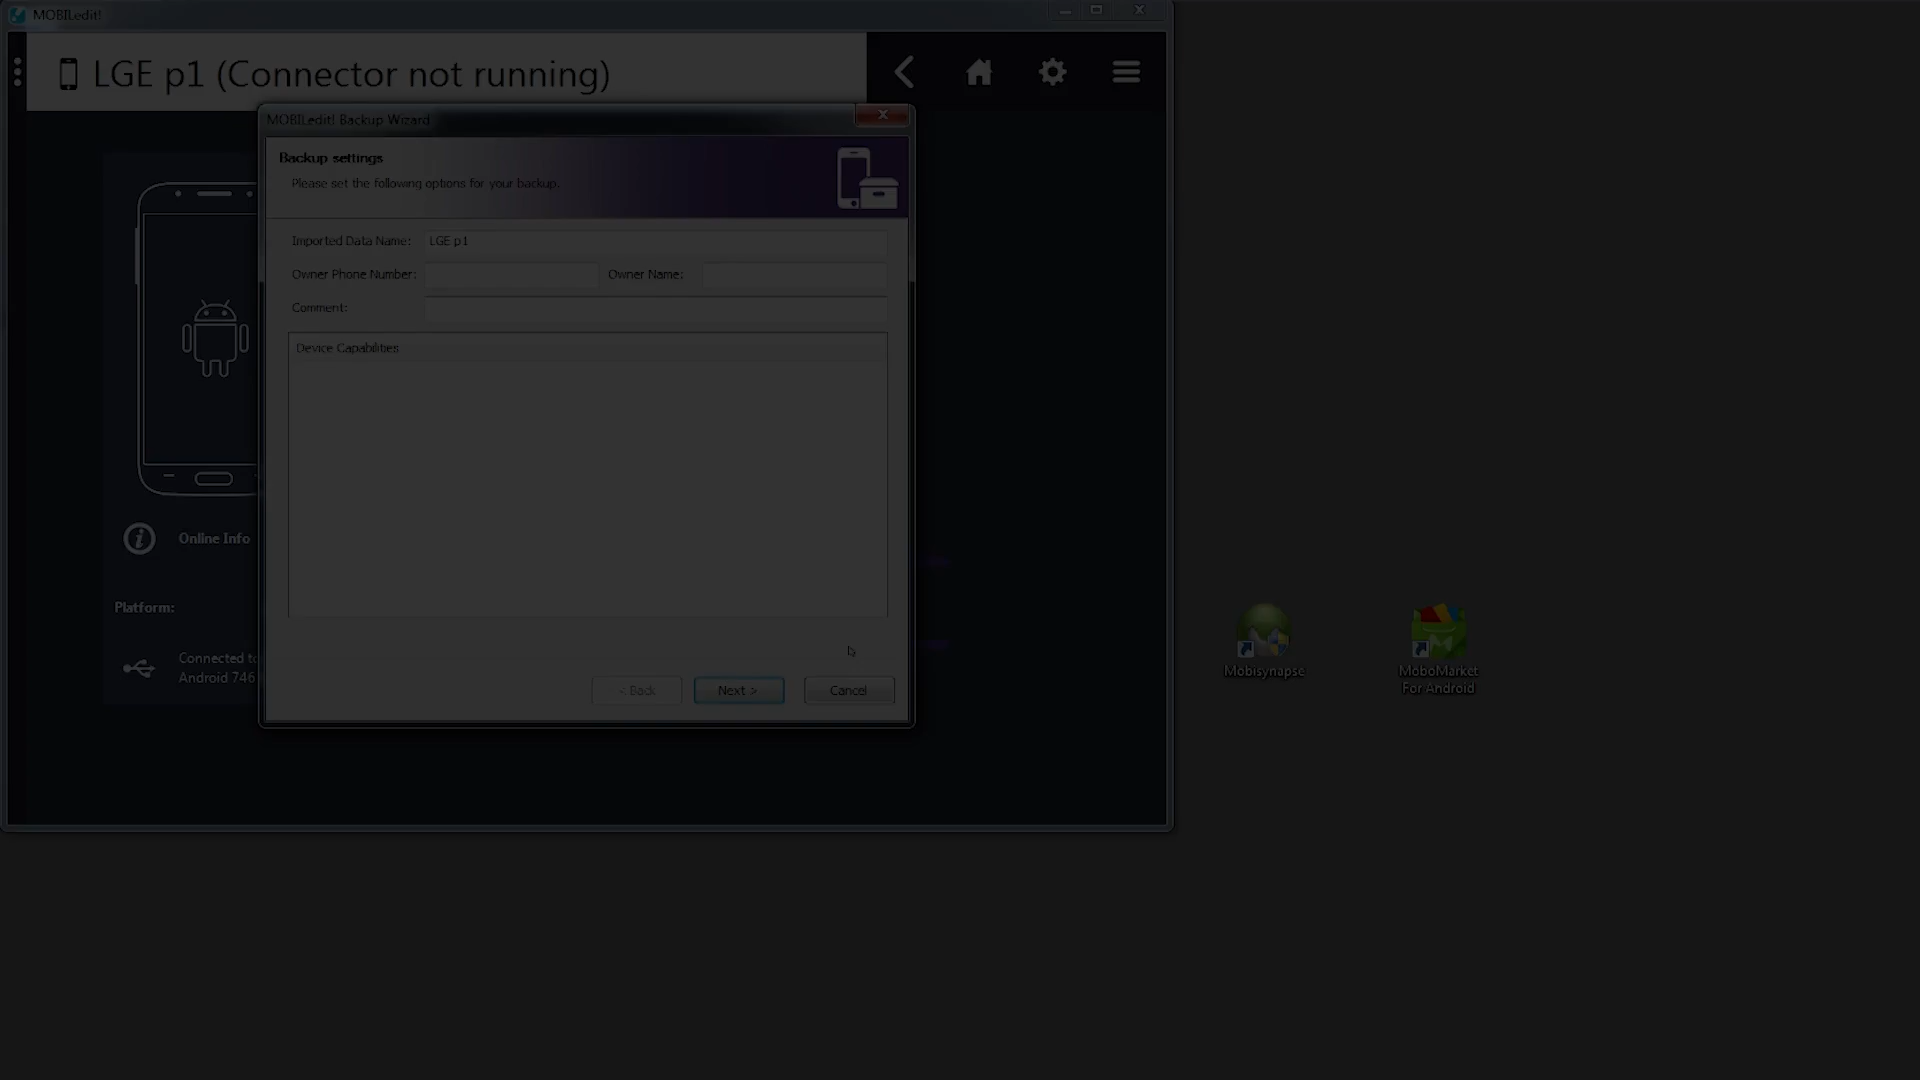 MOBILedit!
LGE p1 (Connector not running)
MOBILedit! Backup Wizard
Backup settings
Please set the following options for your backup.
Imported Data Name: LGE p1
Owner Phone Number: Owner Name:
Comment:
Device Capabilities
Online Info
Platform:
Connected to
Android 746
< Back Next > Cancel
Mobisynapse
MoboMarket
For Android